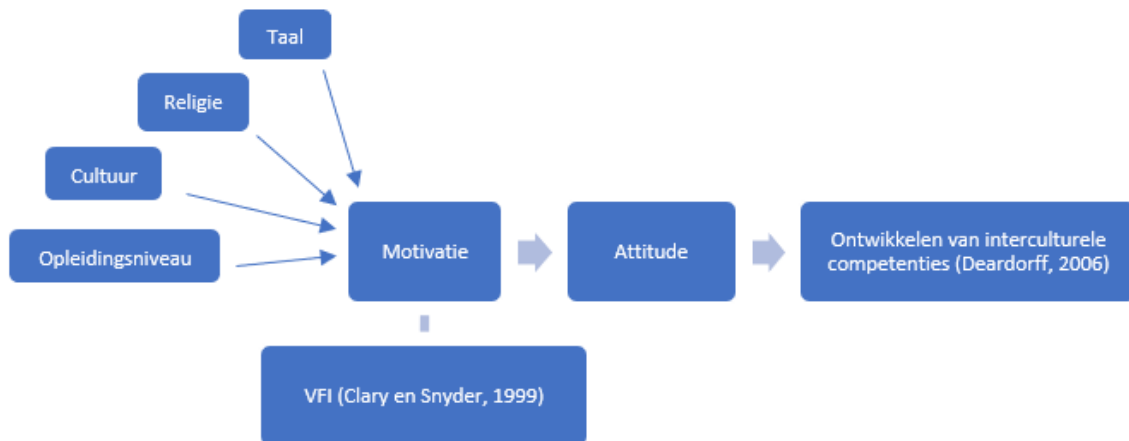 Taal
Religie
Cultuur
Opleidingsniveau
Motivatie
Attitude
Ontwikkelen van interculturele
competenties (Deardorff, 2006)
VFI (Clary en Snyder, 1999)